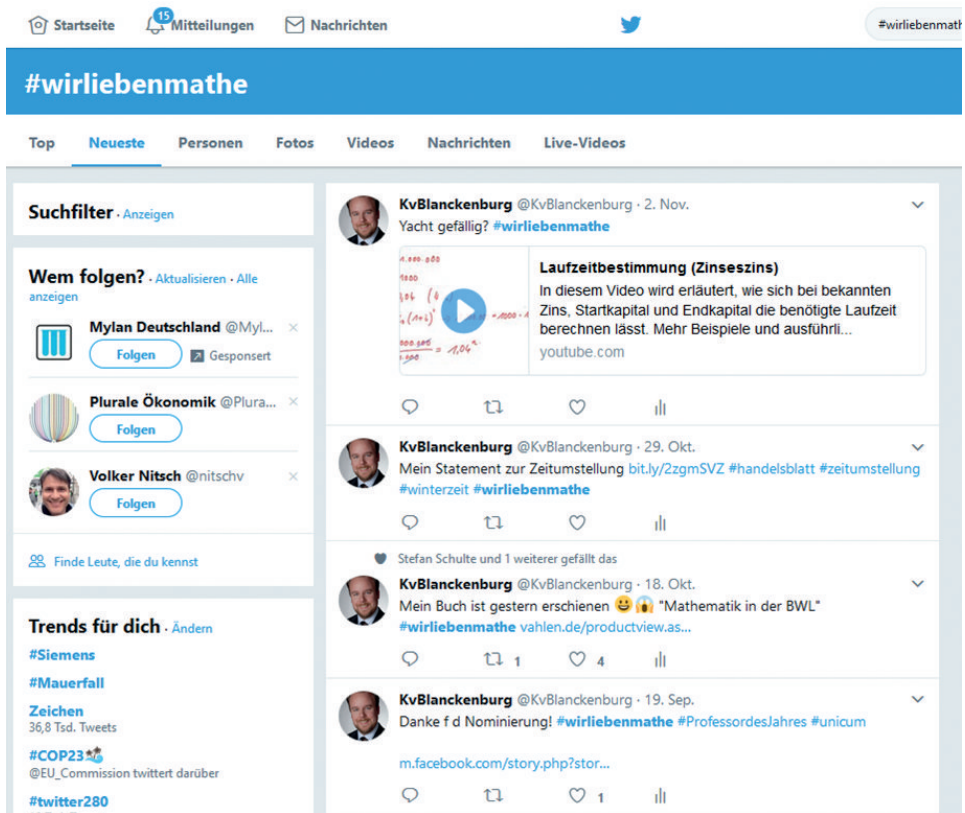 Startseite
15
Mitteilungen
Nachrichten
#wirliebenmath
#wirliebenmathe
Top Neueste Personen Fotos Videos Nachrichten Live-Videos
Suchfilter · Anzeigen
Wem folgen? · Aktualisieren · Alle
anzeigen
Mylan Deutschland @Myl... ×
Folgen
Gesponsert
Plurale Ökonomik @Plura... ×
Folgen
Volker Nitsch @nitschv ×
Folgen
Finde Leute, die du kennst
Trends für dich · Ändern
#Siemens
#Mauerfall
Zeichen
36,8 Tsd. Tweets
#COP23
@EU_Commission twittert darüber
#twitter280
KvBlanckenburg @KvBlanckenburg · 2. Nov.
Yacht gefällig? #wirliebenmathe
1000
Laufzeitbestimmung (Zinseszins)
In diesem Video wird erläutert, wie sich bei bekannten
Zins, Startkapital und Endkapital die benötigte Laufzeit
berechnen lässt. Mehr Beispiele und ausführli...
youtube.com
KvBlanckenburg @KvBlanckenburg · 29. Okt.
Mein Statement zur Zeitumstellung bit.ly/2zgmSVZ #handelsblatt #zeitumstellung
#winterzeit #wirliebenmathe
Stefan Schulte und 1 weiterer gefällt das
KvBlanckenburg @KvBlanckenburg · 18. Okt.
Mein Buch ist gestern erschienen 😀 😱 "Mathematik in der BWL"
#wirliebenmathe vahlen.de/productview.as...
1 4
KvBlanckenburg @KvBlanckenburg · 19. Sep.
Danke f d Nominierung! #wirliebenmathe #ProfessordesJahres #unicum
m.facebook.com/story.php?stor...
1